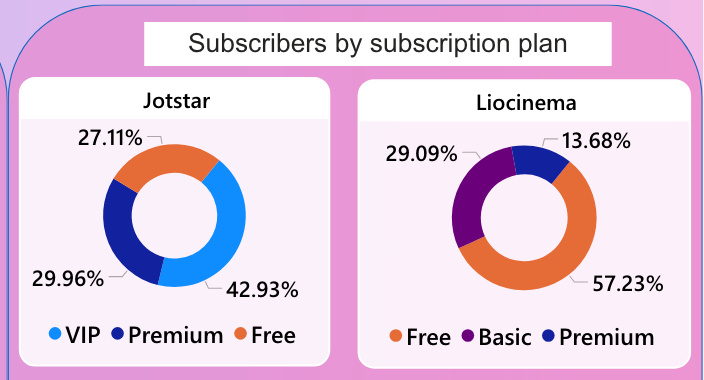 Subscribers by subscription plan
Jotstar
27.11%
29.96%
42.93%
VIP Premium Free
Liocinema
13.68%
29.09%
57.23%
Free Basic Premium